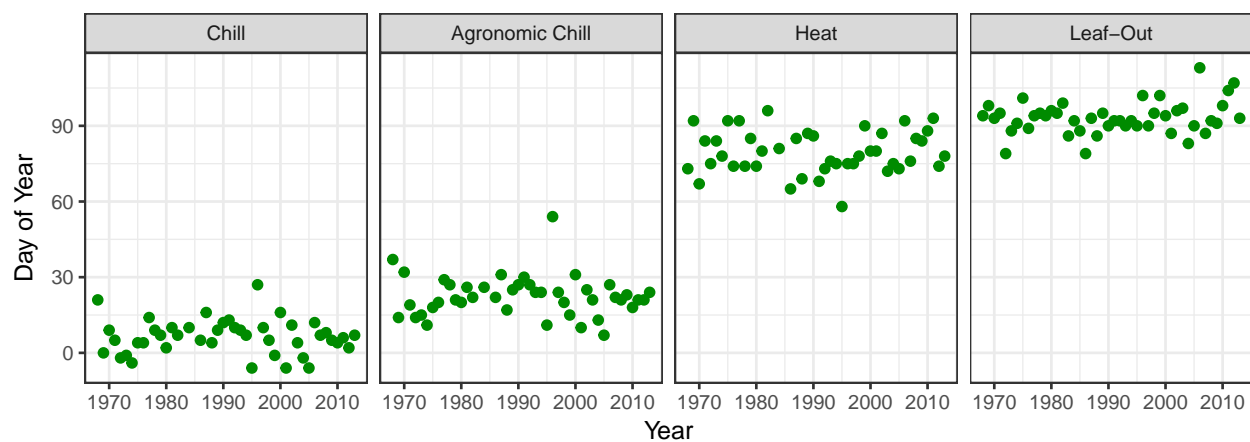 Chill Agronomic Chill Heat Leaf−Out
90
60
30
0
Day of Year
1970 1980 1990 2000 2010 1970 1980 1990 2000 2010 1970 1980 1990 2000 2010 1970 1980 1990 2000 2010
Year